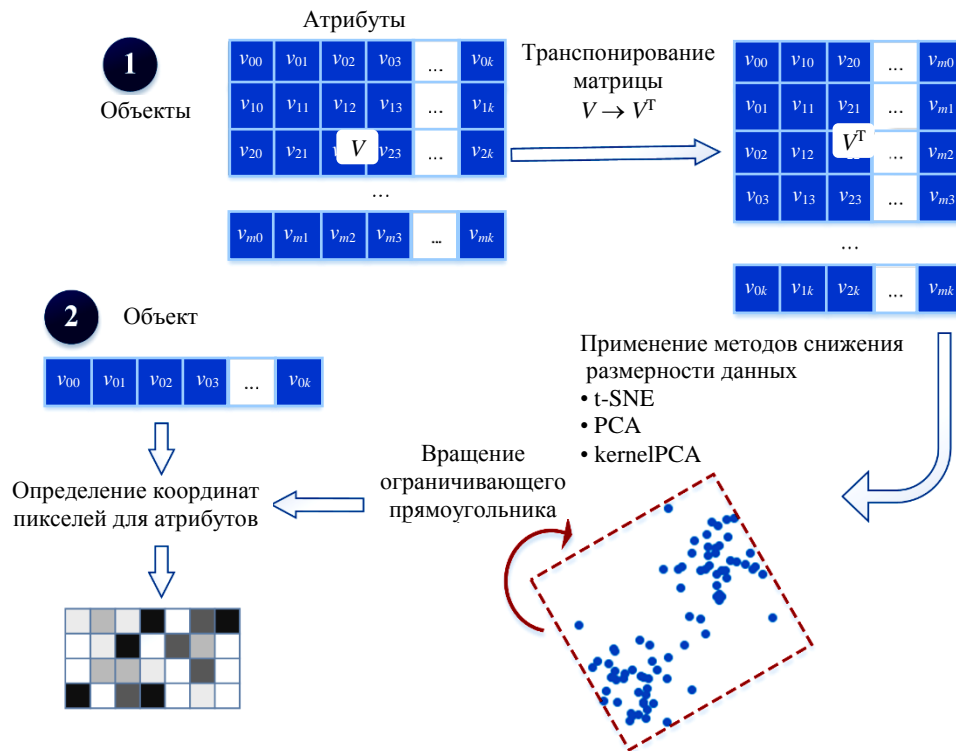 Атрибуты
1
Объекты
v00 v01 v02 v03 ... v0k
v10 v11 v12 v13 ... v1k
v20 v21 V v23 ... v2k
...
vm0 vm1 vm2 vm3 ... vmk
Транспонирование
матрицы
V → V^T
v00 v10 v20 ... vm0
v01 v11 v21 ... vm1
v02 v12 V^T ... vm2
v03 v13 v23 ... vm3
...
v0k v1k v2k ... vmk
2
Объект
v00 v01 v02 v03 ... v0k
Применение методов снижения
размерности данных
• t-SNE
• PCA
• kernelPCA
Вращение
ограничивающего
прямоугольника
Определение координат
пикселей для атрибутов